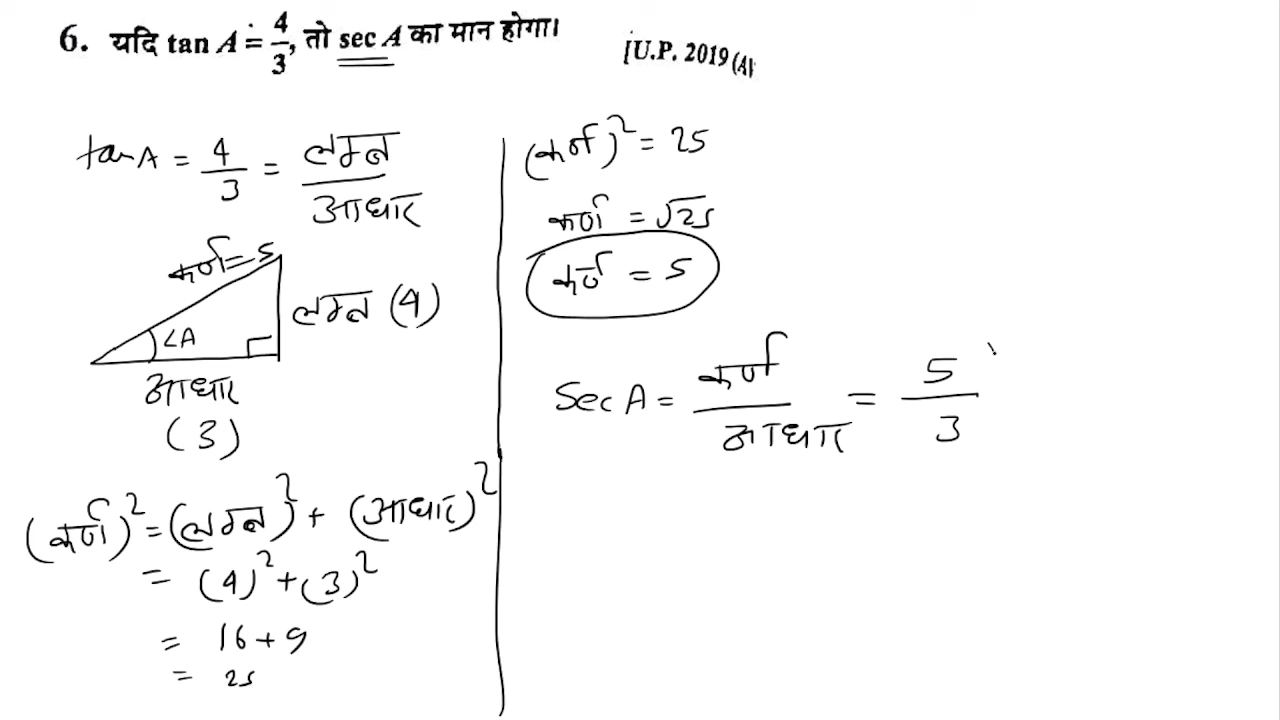 6. यदि tan A = 4/3, तो sec A का मान होगा।
[U.P. 2019 (A)
tan A = 4/3 = लम्ब/आधार
कर्ण = 5
∠A
लम्ब (4)
आधार
(3)
(कर्ण)² = (लम्ब)² + (आधार)²
= (4)² + (3)²
= 16 + 9
= 25
(कर्ण)² = 25
कर्ण = √25
कर्ण = 5
Sec A = कर्ण/आधार = 5/3